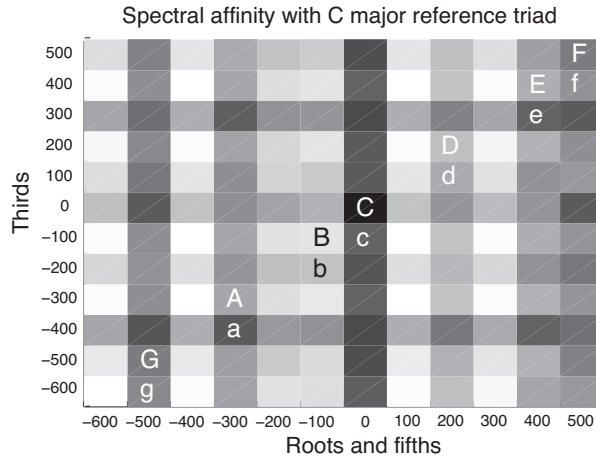 Spectral affinity with C major reference triad
500 F
400 E f
300 e
200 D
100 d
0 C
−100 B c
−200 b
−300 A
−400 a
−500 G
−600 g
Thirds
−600 −500 −400 −300 −200 −100 0 100 200 300 400 500
Roots and fifths